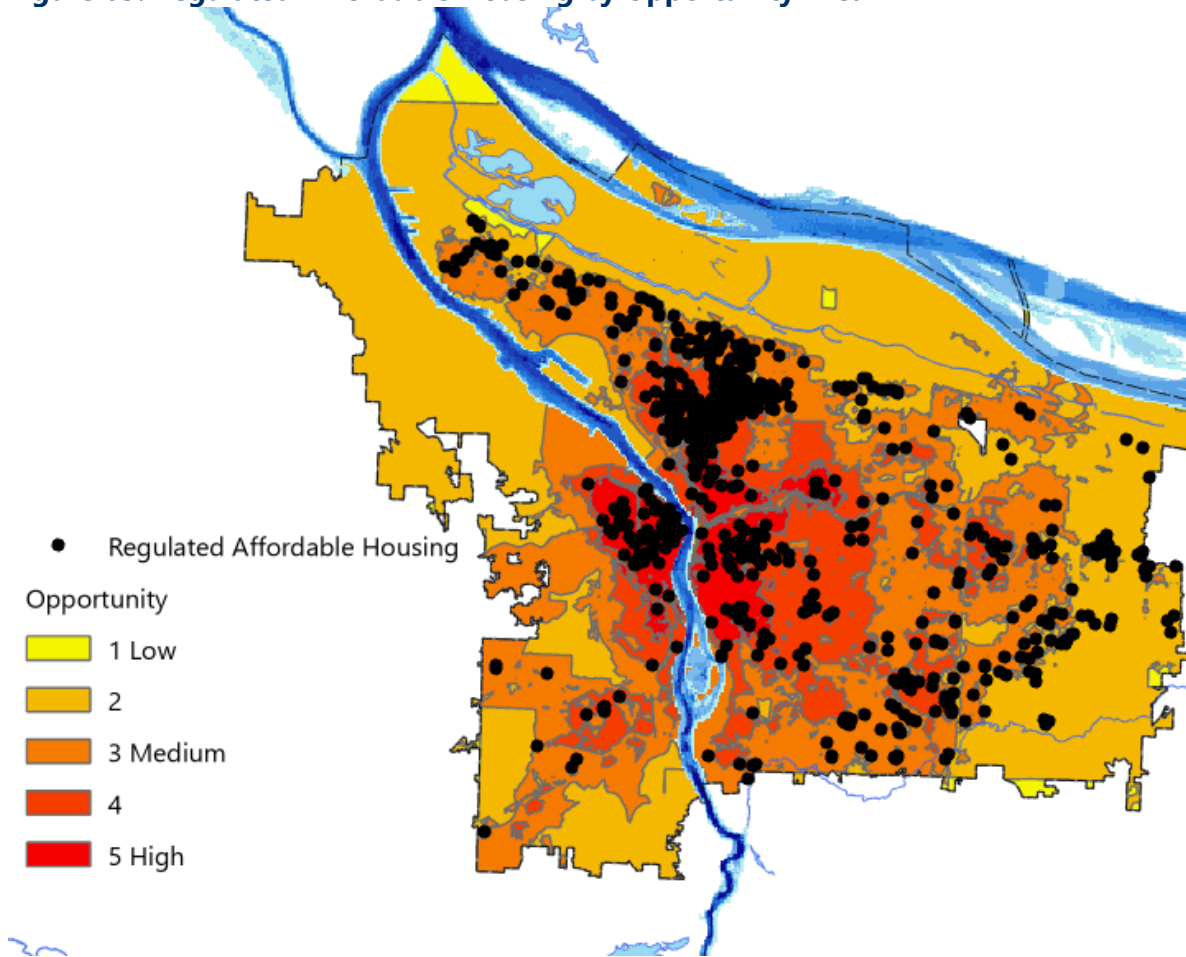 Regulated Affordable Housing
Opportunity
1 Low
2
3 Medium
4
5 High